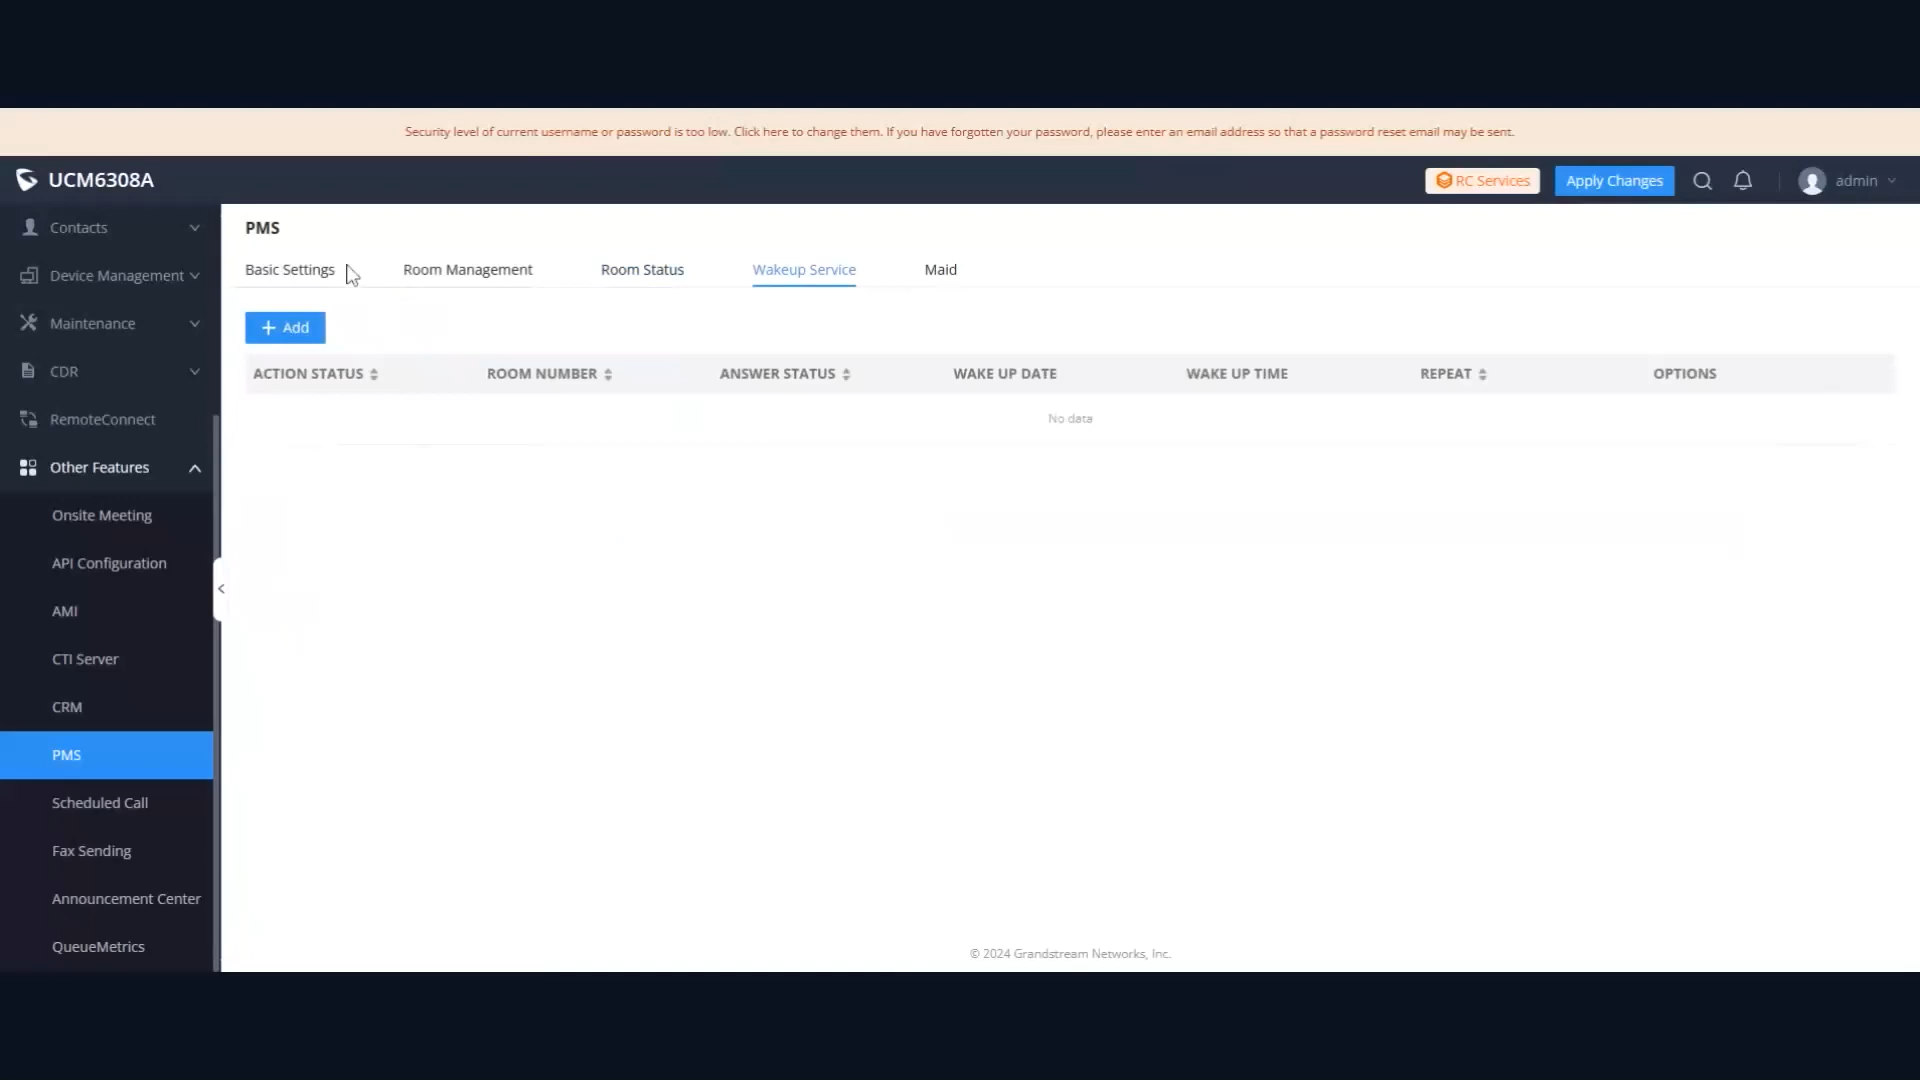 Security level of current username or password is too low. Click here to change them. If you have forgotten your password, please enter an email address so that a password reset email may be sent.
UCM6308A
RC Services
Apply Changes
admin
Contacts
Device Management
Maintenance
CDR
RemoteConnect
Other Features
Onsite Meeting
API Configuration
AMI
CTI Server
CRM
PMS
Scheduled Call
Fax Sending
Announcement Center
QueueMetrics
PMS
Basic Settings Room Management Room Status Wakeup Service Maid
+ Add
ACTION STATUS ROOM NUMBER ANSWER STATUS WAKE UP DATE WAKE UP TIME REPEAT OPTIONS
No data
© 2024 Grandstream Networks, Inc.